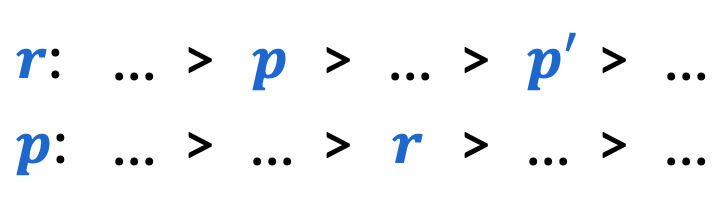 r: ... > p > ... > p′ > ...
p: ... > ... > r > ... > ...